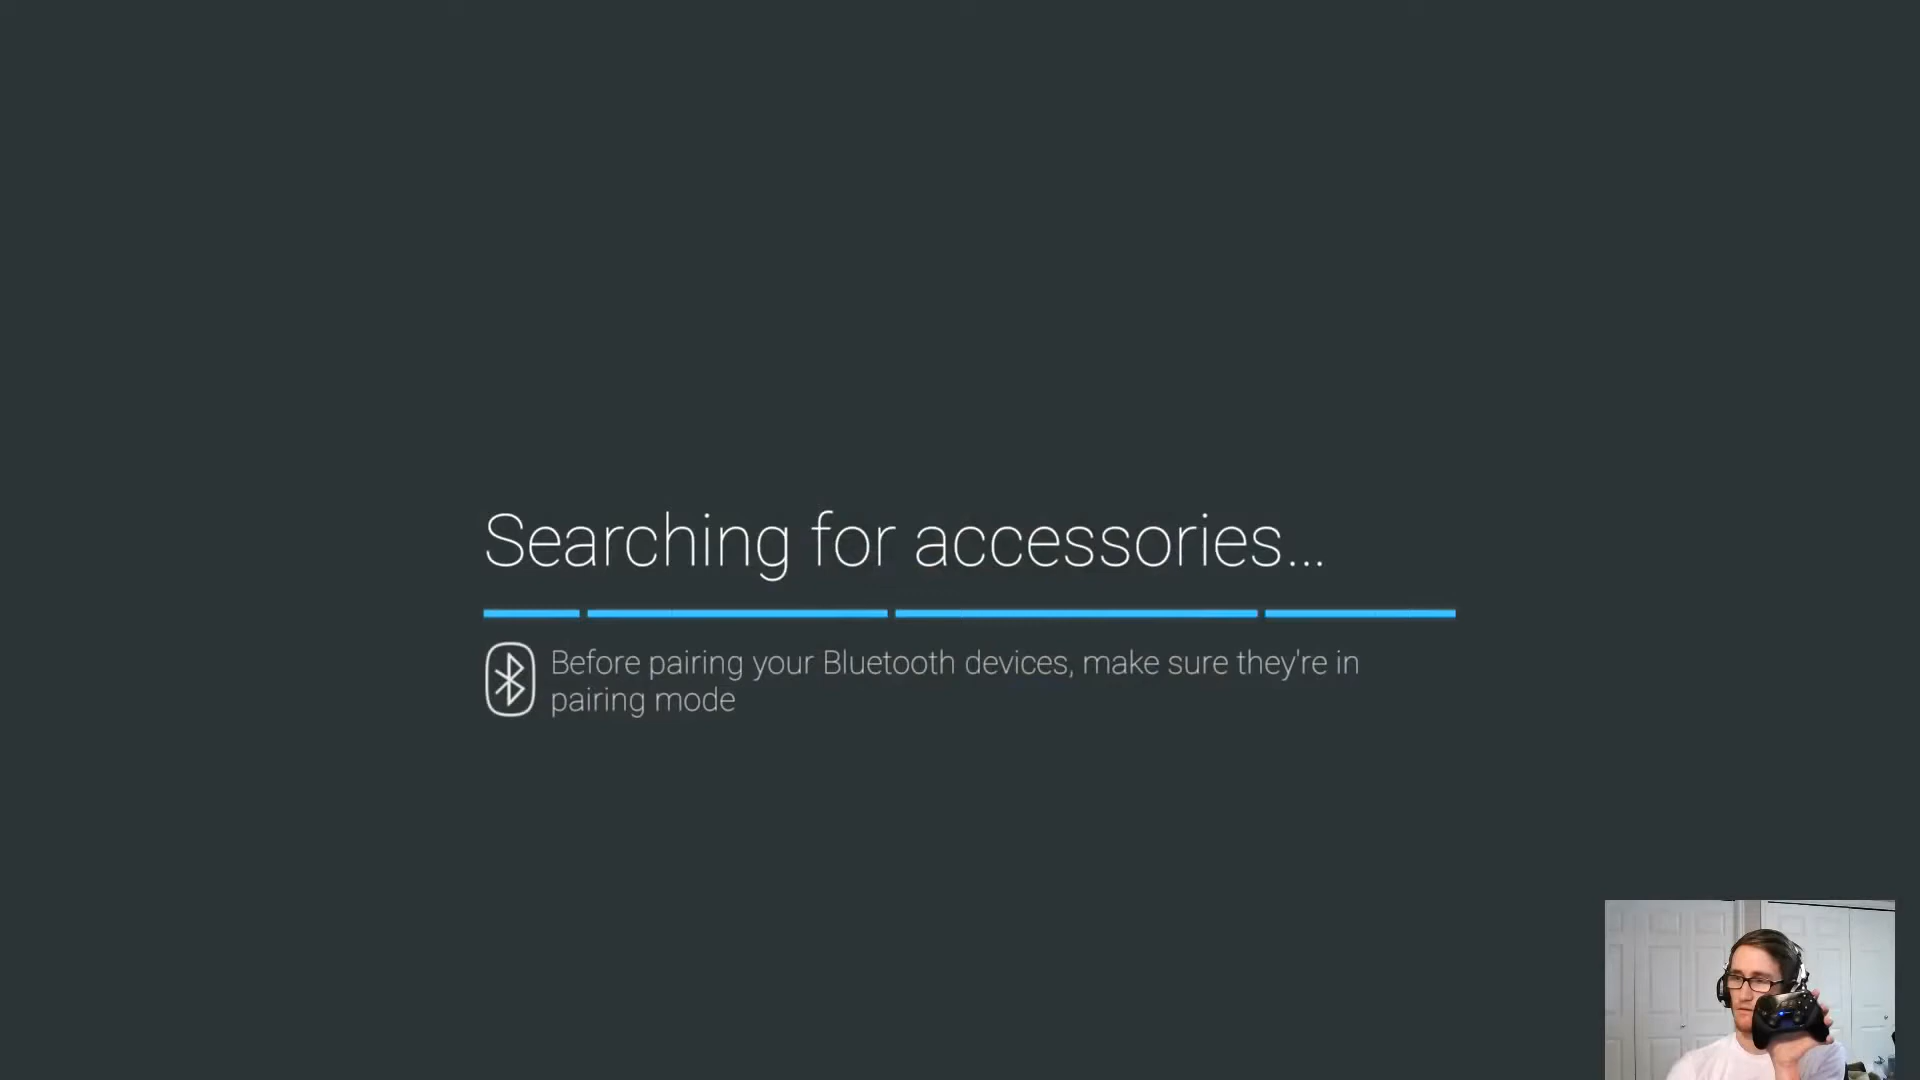 Searching for accessories...
Before pairing your Bluetooth devices, make sure they're in
pairing mode